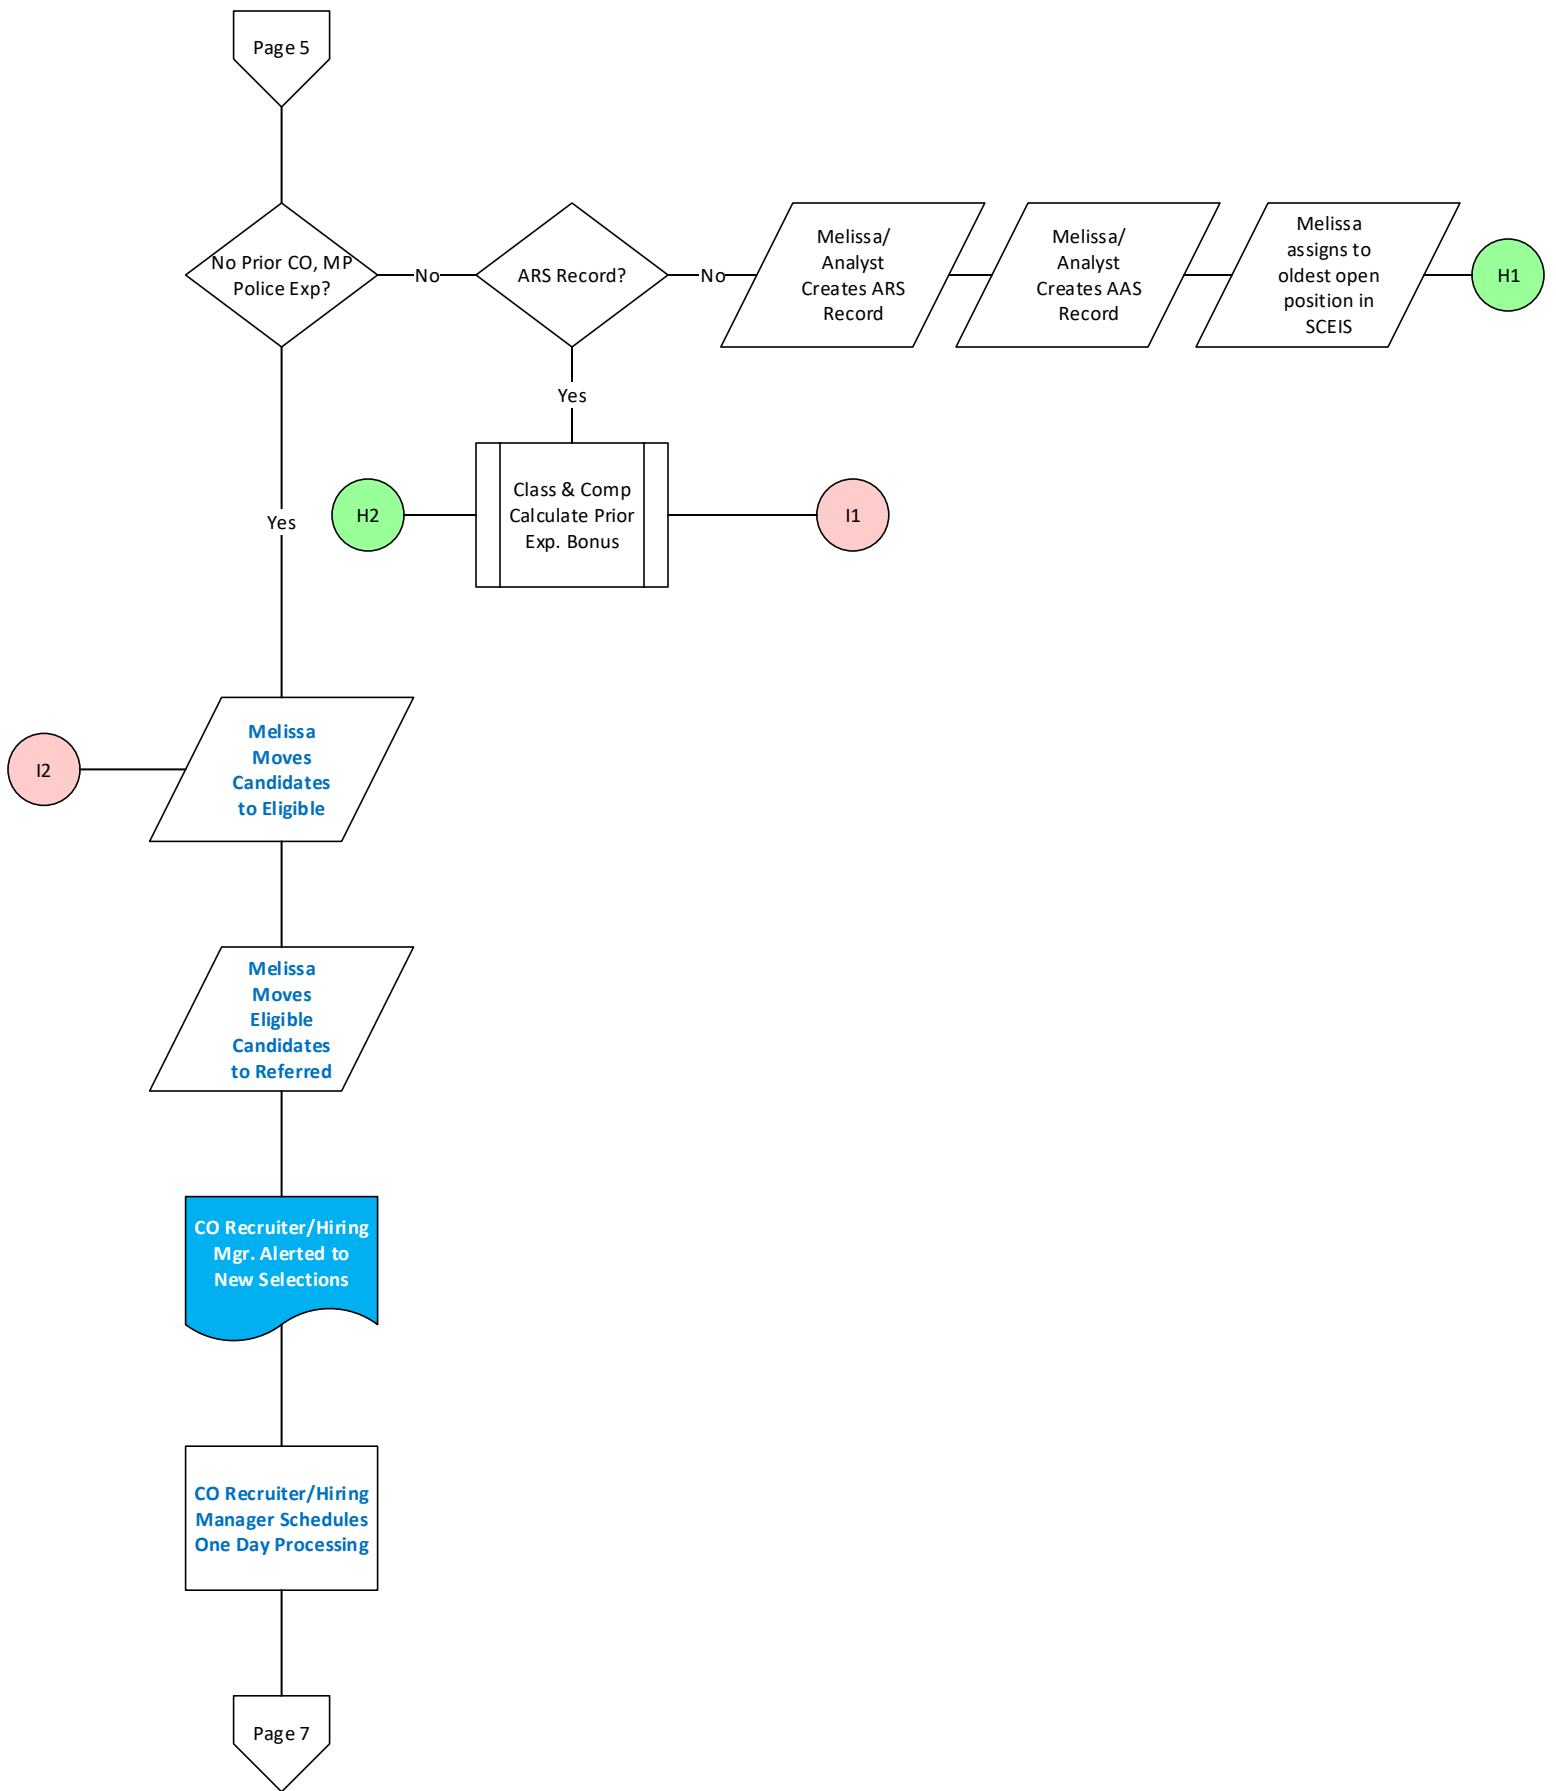 Page 5
No Prior CO, MP
Police Exp?
No
ARS Record?
No
Melissa/
Analyst
Creates ARS
Record
Melissa/
Analyst
Creates AAS
Record
Melissa
assigns to
oldest open
position in
SCEIS
H1
Yes
Yes
H2
Class & Comp
Calculate Prior
Exp. Bonus
I1
I2
Melissa
Moves
Candidates
to Eligible
Melissa
Moves
Eligible
Candidates
to Referred
CO Recruiter/Hiring
Mgr. Alerted to
New Selections
CO Recruiter/Hiring
Manager Schedules
One Day Processing
Page 7